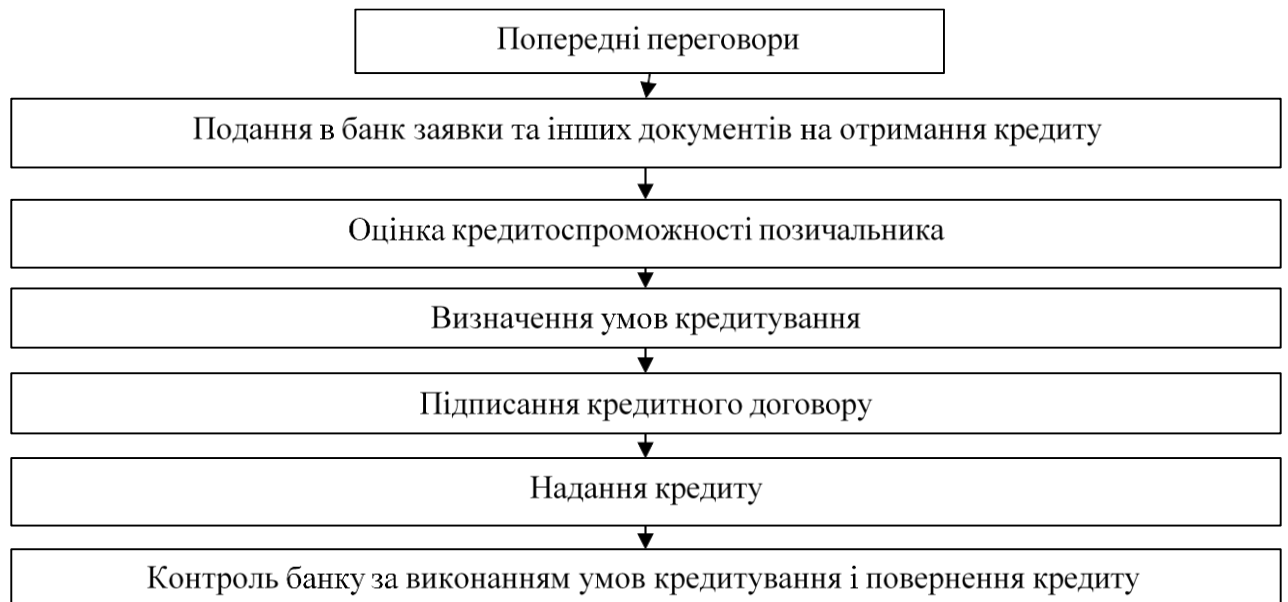 Попередні переговори
Подання в банк заявки та інших документів на отримання кредиту
Оцінка кредитоспроможності позичальника
Визначення умов кредитування
Підписання кредитного договору
Надання кредиту
Контроль банку за виконанням умов кредитування і повернення кредиту